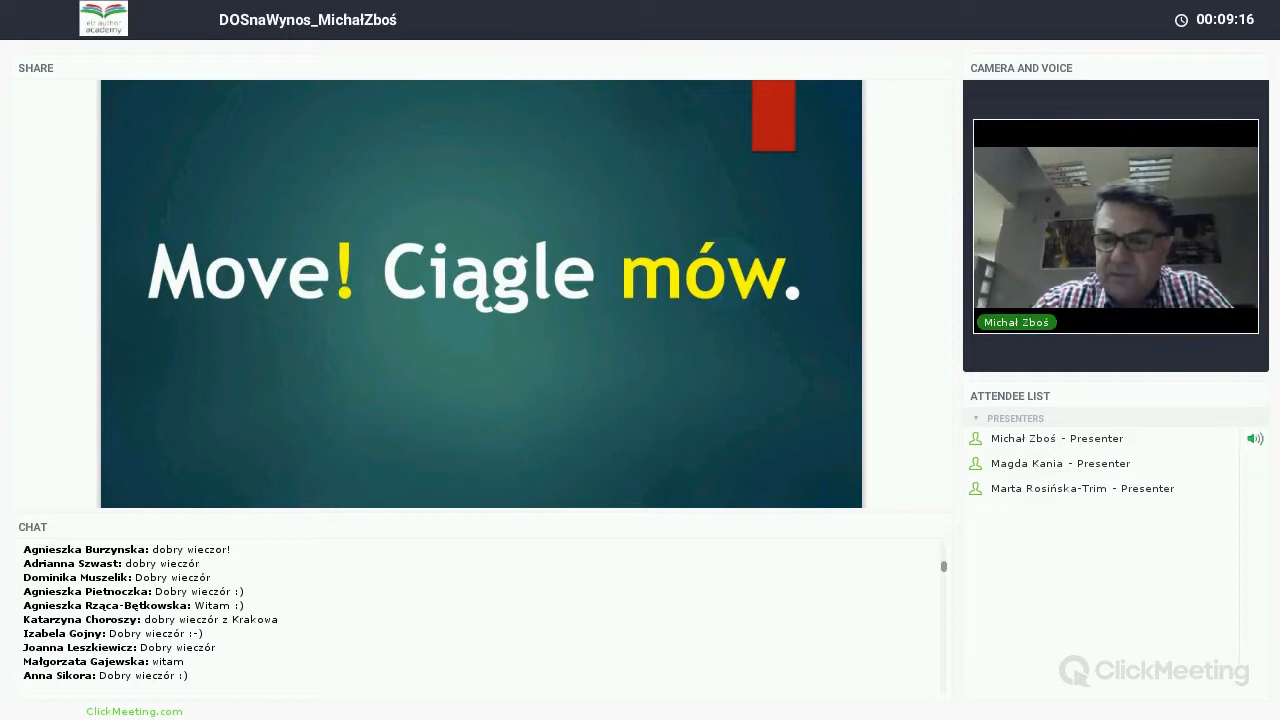 etr author
academy
DOSnaWynos_MichałZboś
00:09:16
SHARE
Move! Ciągle mów.
CAMERA AND VOICE
Michał Zboś
ATTENDEE LIST
PRESENTERS
Michał Zboś - Presenter
Magda Kania - Presenter
Marta Rosińska-Trim - Presenter
CHAT
Agnieszka Burzynska: dobry wieczor!
Adrianna Szwast: dobry wieczór
Dominika Muszelik: Dobry wieczór
Agnieszka Pietnoczka: Dobry wieczór :)
Agnieszka Rząca-Bętkowska: Witam :)
Katarzyna Choroszy: dobry wieczór z Krakowa
Izabela Gojny: Dobry wieczór :-)
Joanna Leszkiewicz: Dobry wieczór
Małgorzata Gajewska: witam
Anna Sikora: Dobry wieczór :)
ClickMeeting
ClickMeeting.com